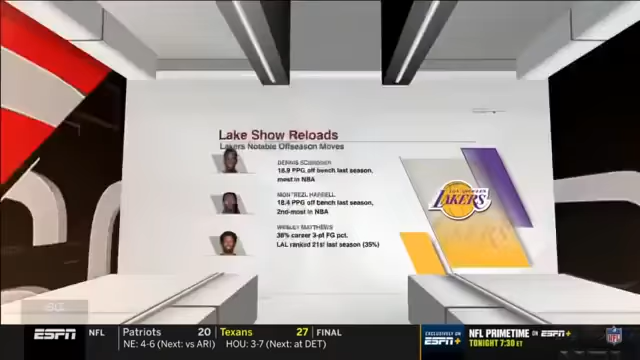 Lake Show Reloads
Lakers Notable Offseason Moves
DENNIS SCHRODER
18.9 PPG off bench last season,
most in NBA
MONTREZL HARRELL
18.4 PPG off bench last season,
2nd-most in NBA
WESLEY MATTHEWS
38% career 3-pt FG pct.
LAL ranked 21st last season (35%)
LOS ANGELES
LAKERS
ESPN NFL Patriots 20 Texans 27 FINAL
NE: 4-6 (Next: vs ARI) HOU: 3-7 (Next: at DET)
EXCLUSIVELY ON
ESPN+
NFL PRIMETIME ON ESPN+
TONIGHT 7:30 ET
NFL